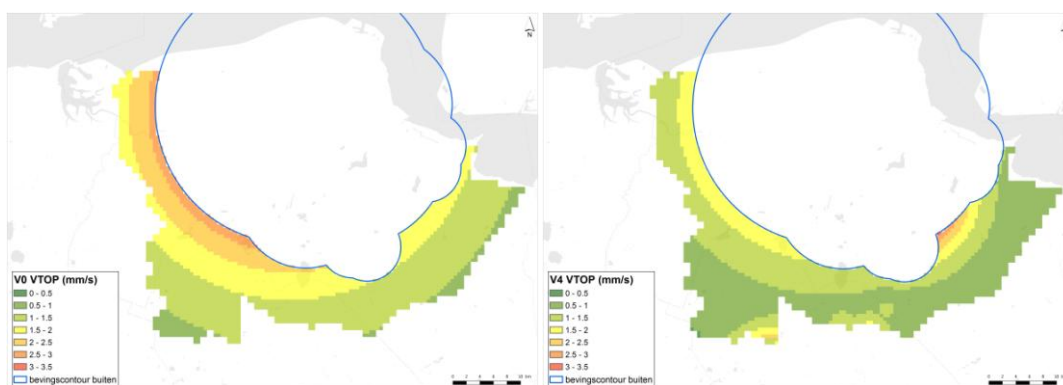 N
V0 VTOP (mm/s)
0 - 0.5
0.5 - 1
1 - 1.5
1.5 - 2
2 - 2.5
2.5 - 3
3 - 3.5
bevingscontour buiten
N
V4 VTOP (mm/s)
0 - 0.5
0.5 - 1
1 - 1.5
1.5 - 2
2 - 2.5
2.5 - 3
3 - 3.5
bevingscontour buiten